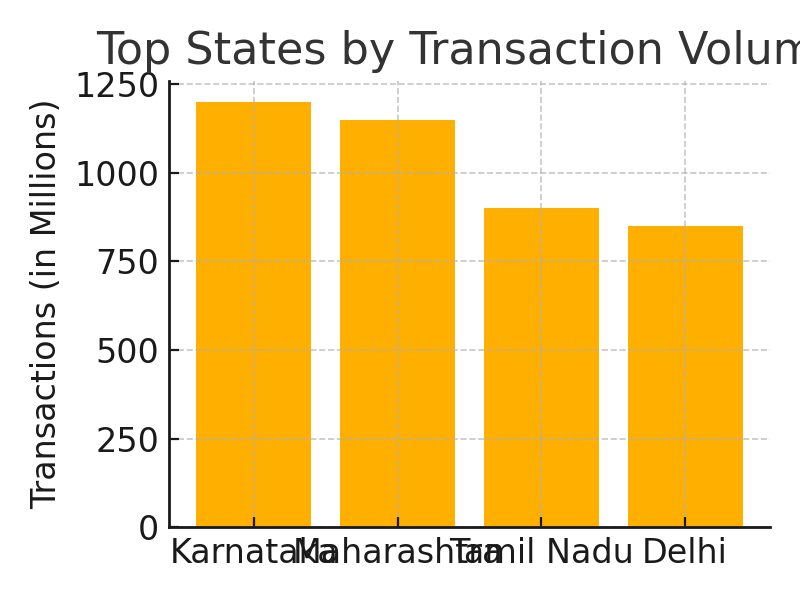 Top States by Transaction Volum
Transactions (in Millions)
1250
1000
750
500
250
0
Karnataka Maharashtra Tamil Nadu Delhi